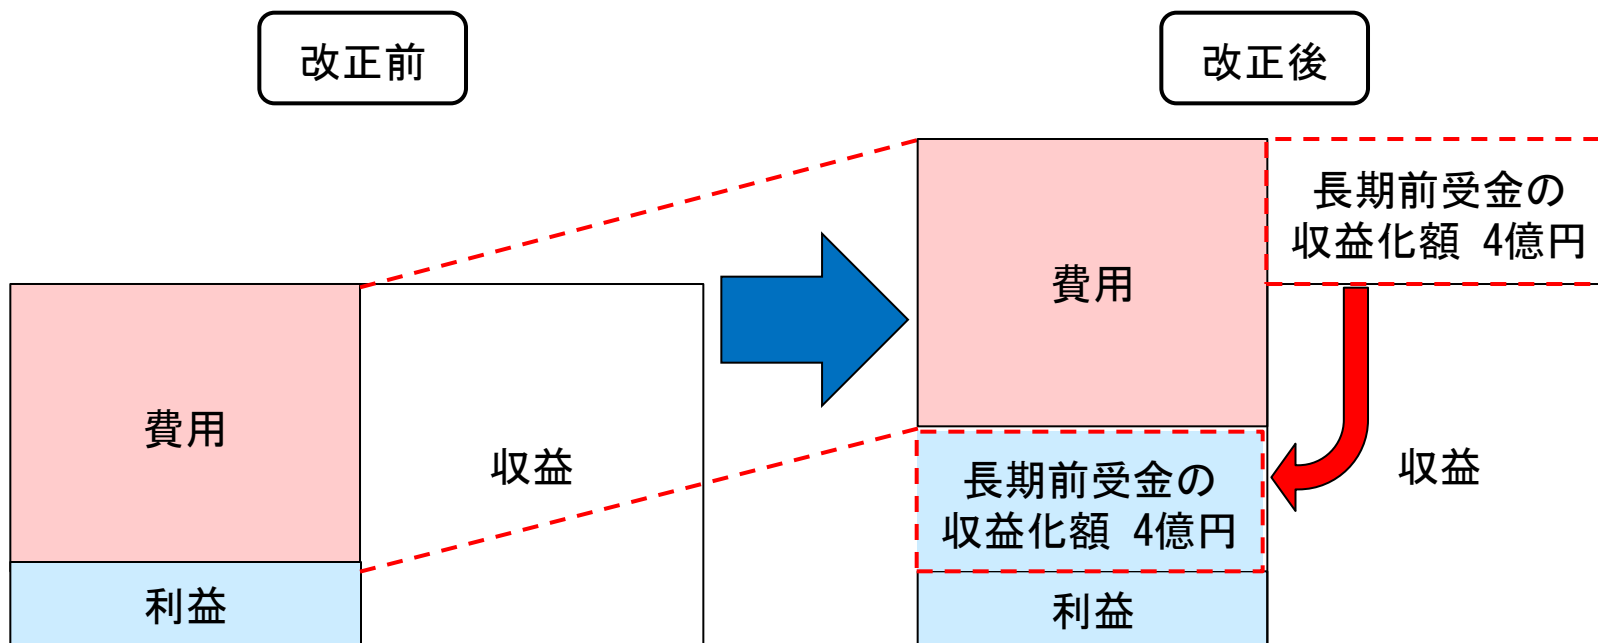 改正前
改正後
長期前受金の
収益化額 4億円
費用
費用
収益
長期前受金の
収益化額 4億円
収益
利益
利益